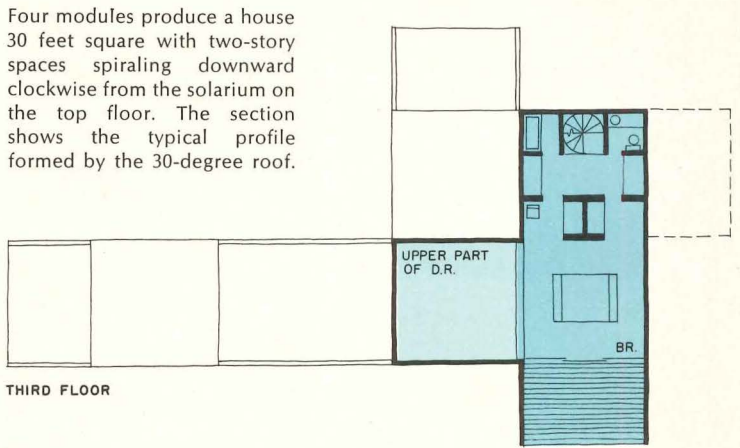 Four modules produce a house
30 feet square with two-story
spaces spiraling downward
clockwise from the solarium on
the top floor. The section
shows the typical profile
formed by the 30-degree roof.
UPPER PART
OF D.R.
BR.
THIRD FLOOR